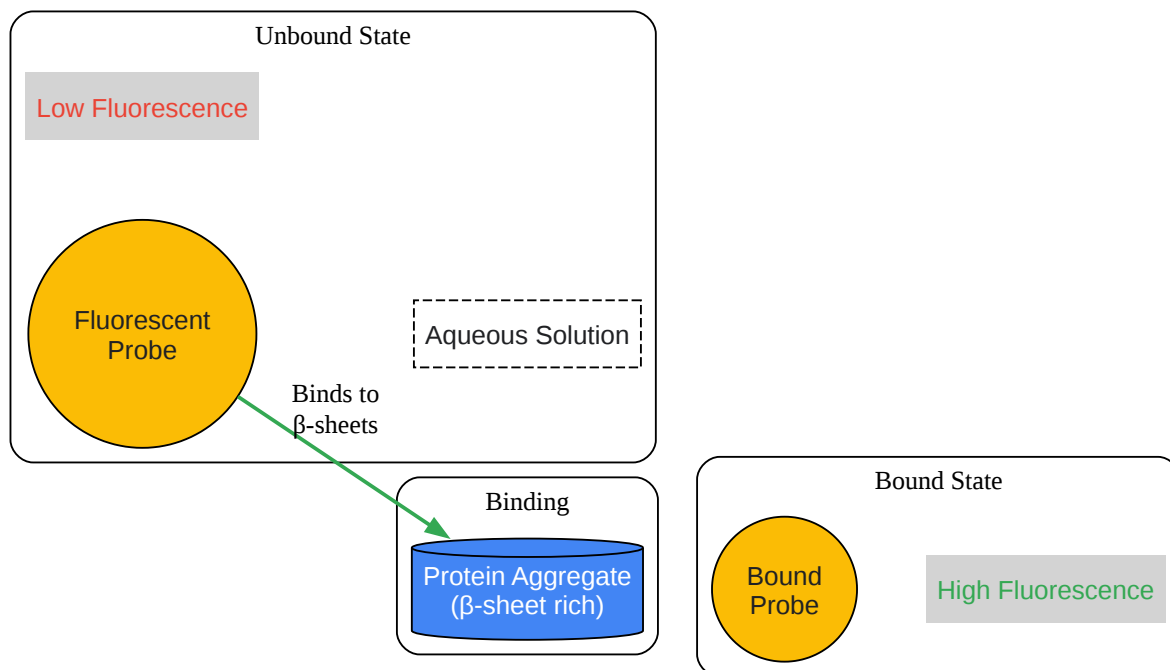 Unbound State
Low Fluorescence
Fluorescent
Probe
Aqueous Solution
Binds to
β-sheets
Binding
Protein Aggregate
(β-sheet rich)
Bound State
Bound
Probe
High Fluorescence